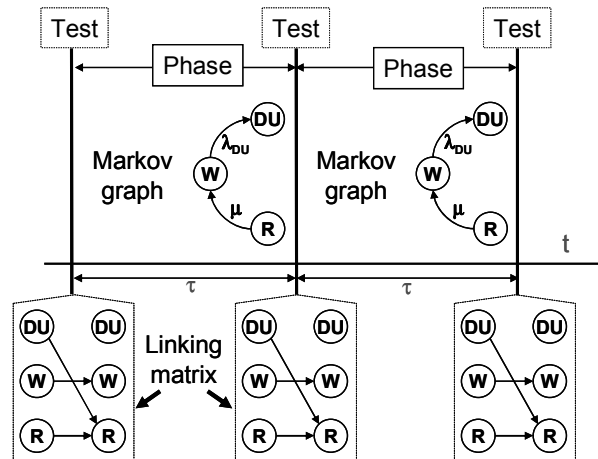 Test Test Test
Phase Phase
DU DU
λDU λDU
Markov graph W Markov graph W
μ μ
R R
t
τ τ
DU DU DU DU DU DU
W W Linking matrix W W W W
R R R R R R